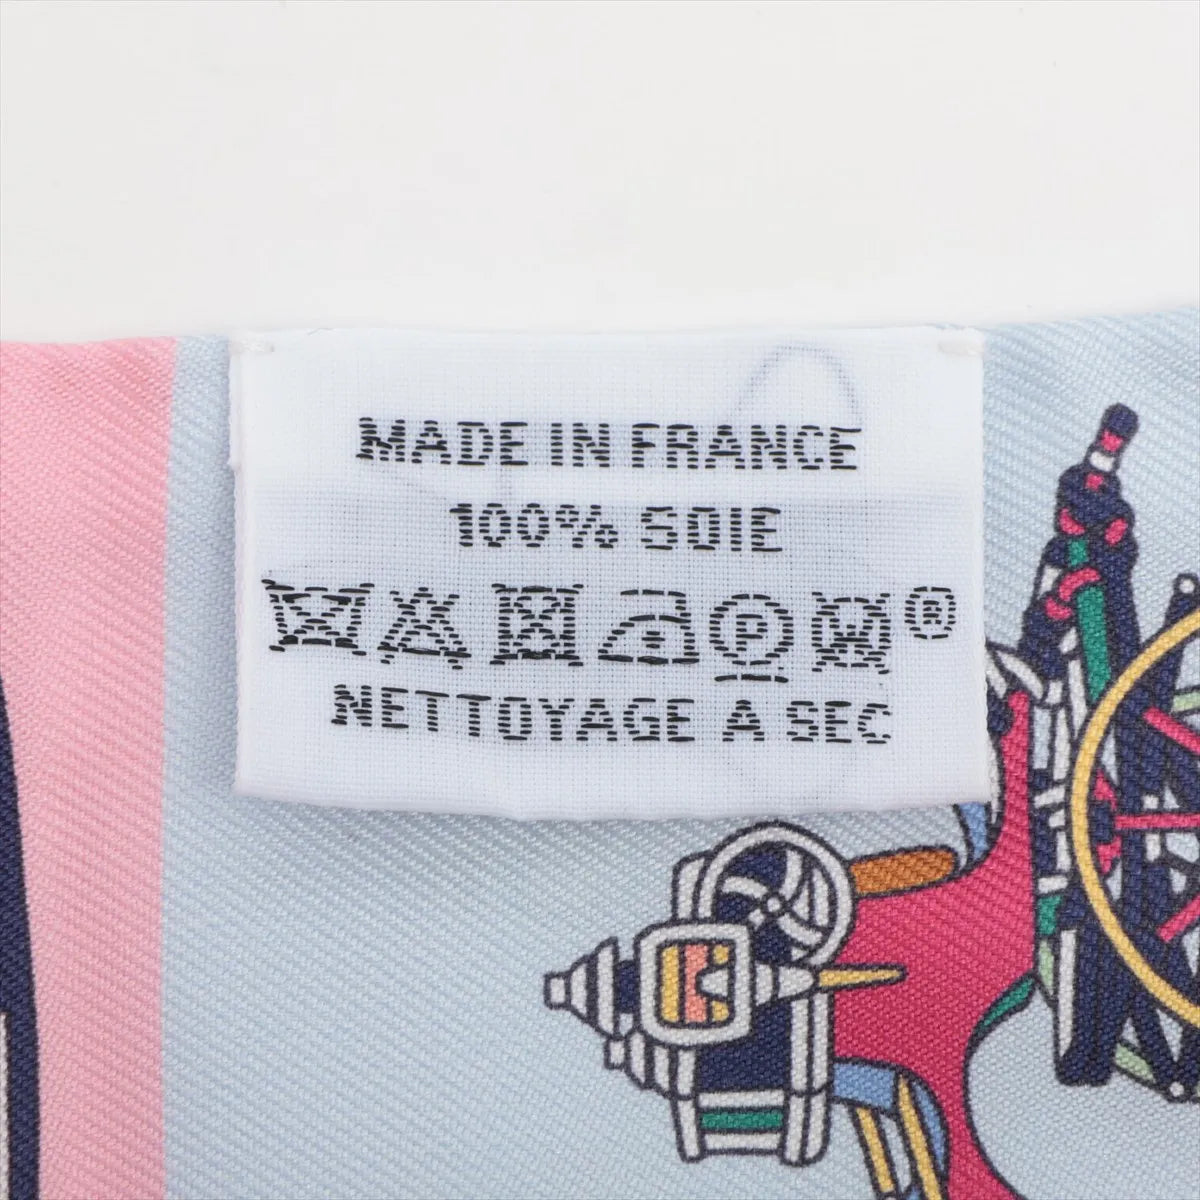 MADE IN FRANCE
100% SOIE
P ®
NETTOYAGE A SEC